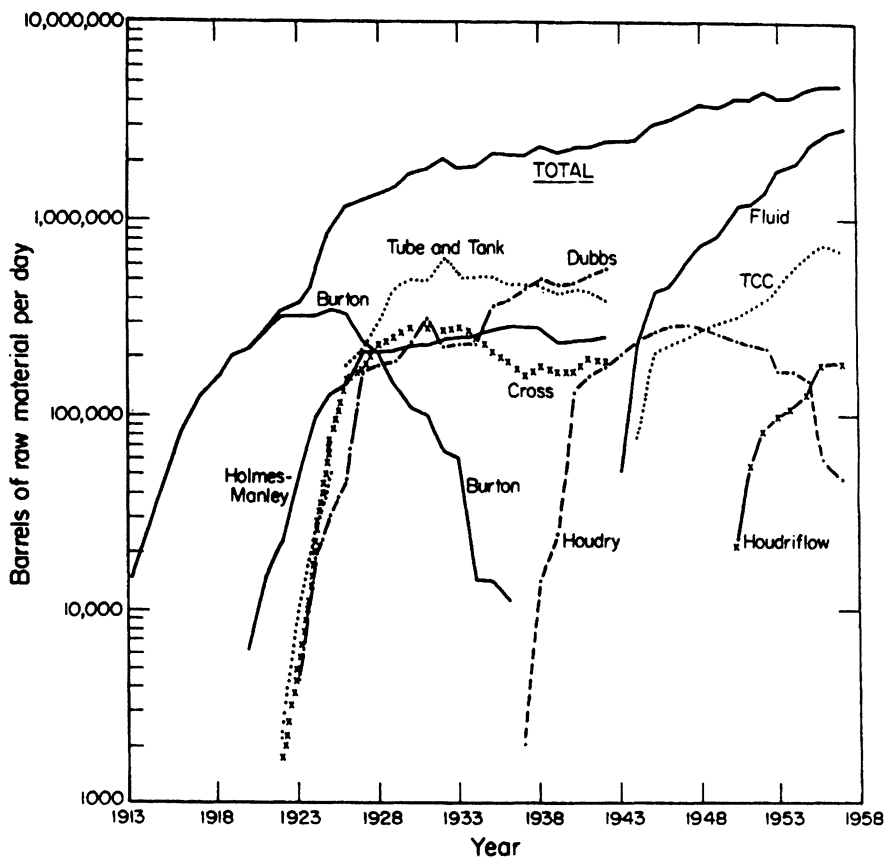 10,000,000
TOTAL
1,000,000
Fluid
Tube and Tank
Dubbs
TCC
Burton
Cross
100,000
Holmes-
Manley
Burton
Houdry
Houdriflow
10,000
1000
1913 1918 1923 1928 1933 1938 1943 1948 1953 1958
Year
Barrels of raw material per day